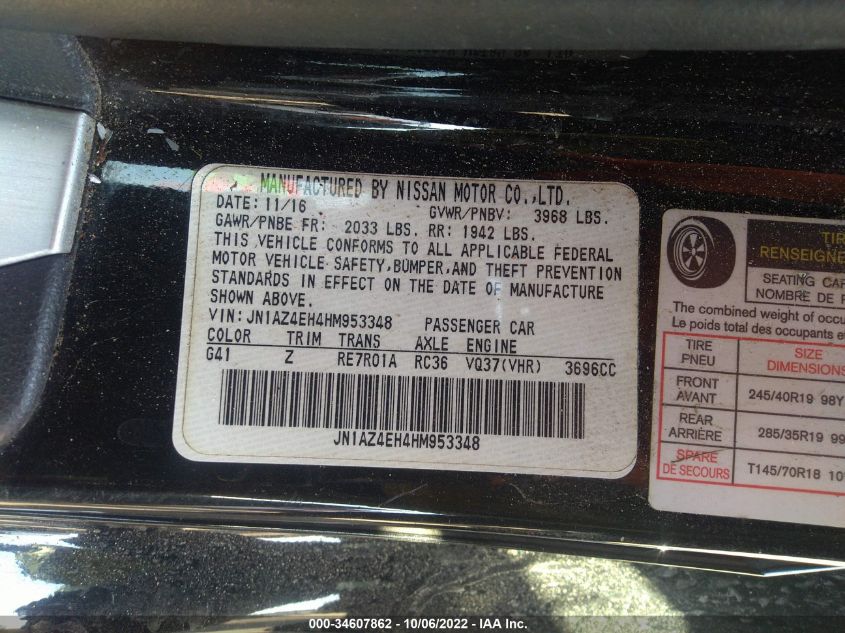 MANUFACTURED BY NISSAN MOTOR CO.,LTD.
DATE: 11/16 GVWR/PNBV: 3968 LBS.
GAWR/PNBE FR: 2033 LBS. RR: 1942 LBS.
THIS VEHICLE CONFORMS TO ALL APPLICABLE FEDERAL
MOTOR VEHICLE SAFETY,BUMPER,AND THEFT PREVENTION
STANDARDS IN EFFECT ON THE DATE OF MANUFACTURE
SHOWN ABOVE.
VIN:JN1AZ4EH4HM953348 PASSENGER CAR
COLOR TRIM TRANS AXLE ENGINE
G41 Z RE7R01A RC36 VQ37(VHR) 3696CC
JN1AZ4EH4HM953348
SEATING
NOMBRE DE
The combined weight of
Le poids total des occupants
TIRE SIZE
PNEU DIMENSIONS
FRONT
AVANT
245/40R19 98Y
REAR
ARRIÈRE
285/35R19 99
SPARE
DE SECOURS
T145/70R18
000-34607862 - 10/06/2022 - IAA Inc.